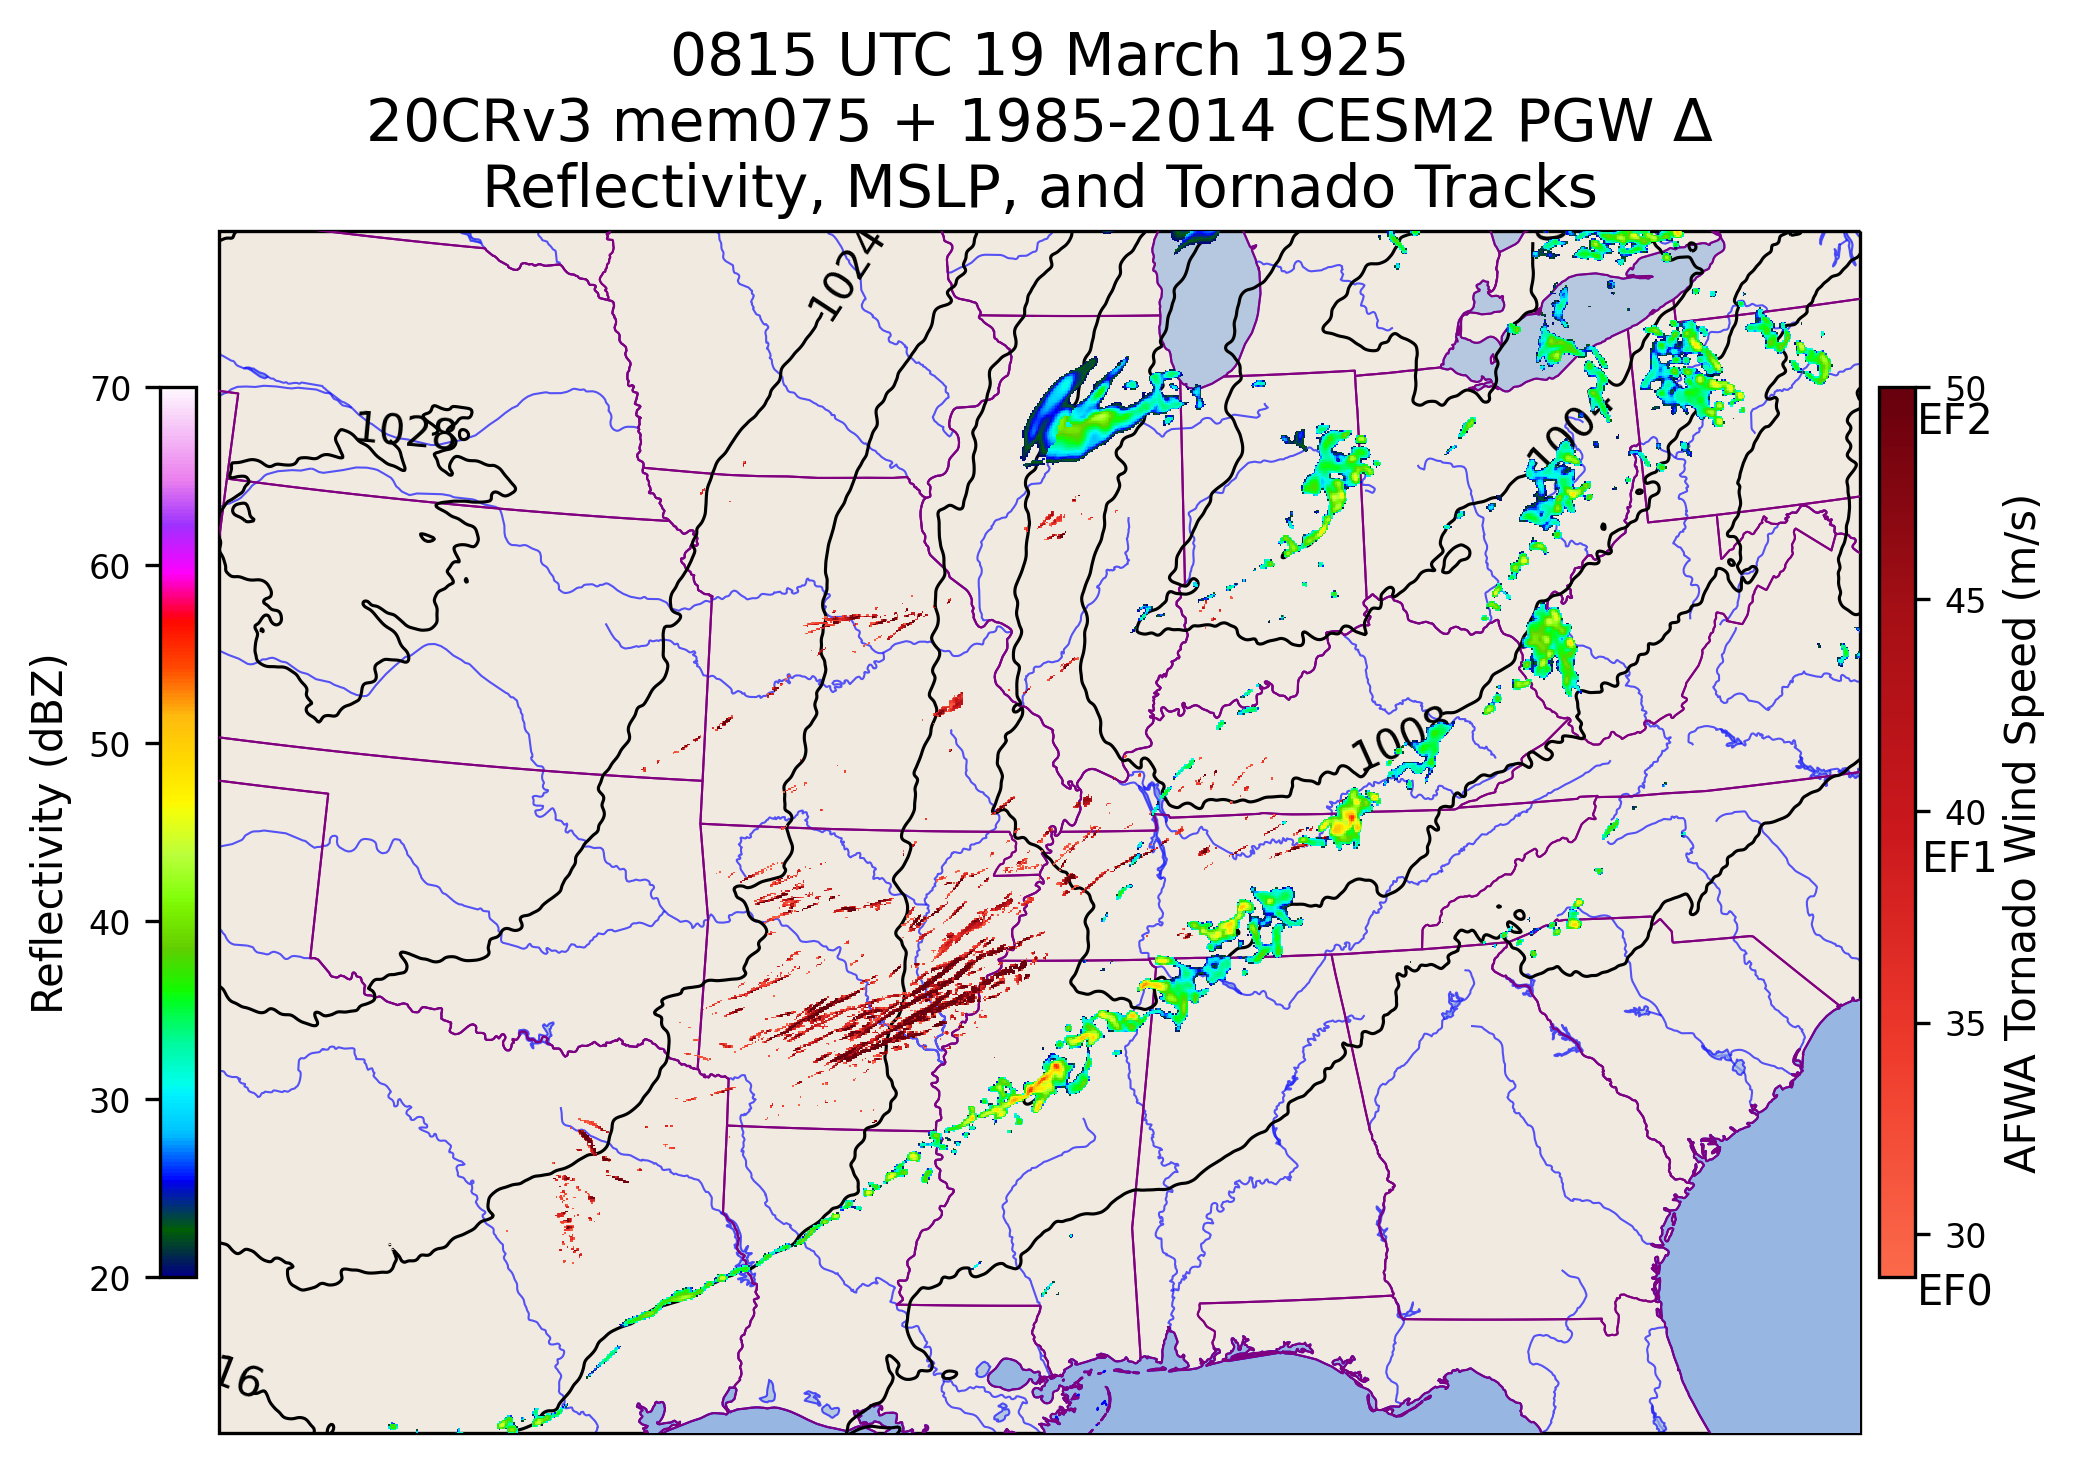 0815 UTC 19 March 1925
20CRv3 mem075 + 1985-2014 CESM2 PGW Δ
Reflectivity, MSLP, and Tornado Tracks
Reflectivity (dBZ)
70
60
50
40
30
20
1024
1028
1008
16
50
EF2
45
40
EF1
35
30
EF0
AFWA Tornado Wind Speed (m/s)